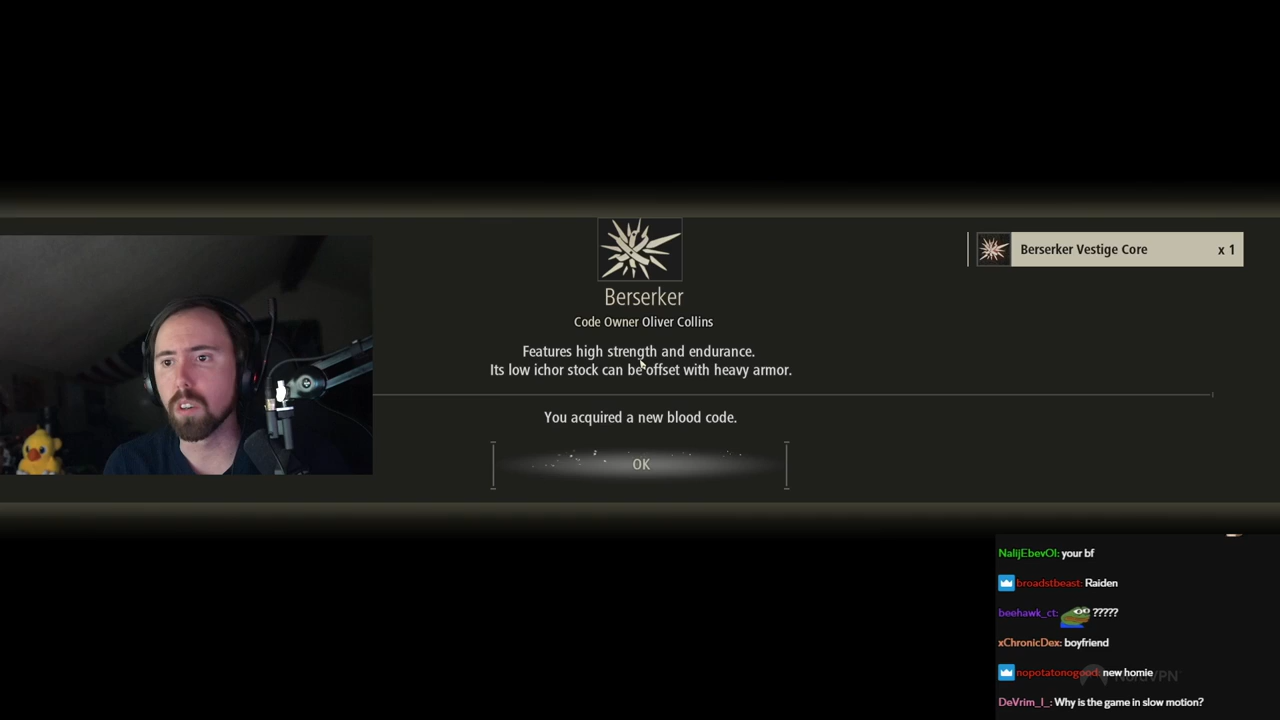 Berserker
Code Owner Oliver Collins
Features high strength and endurance.
Its low ichor stock can be offset with heavy armor.
You acquired a new blood code.
OK
Berserker Vestige Core x 1
NalijEbevOl: your bf
broadstbeast: Raiden
beehawk_ct: ?????
xChronicDex: boyfriend
nopotatonogood: new homie
NordVPN
DeVrim_I_: Why is the game in slow motion?